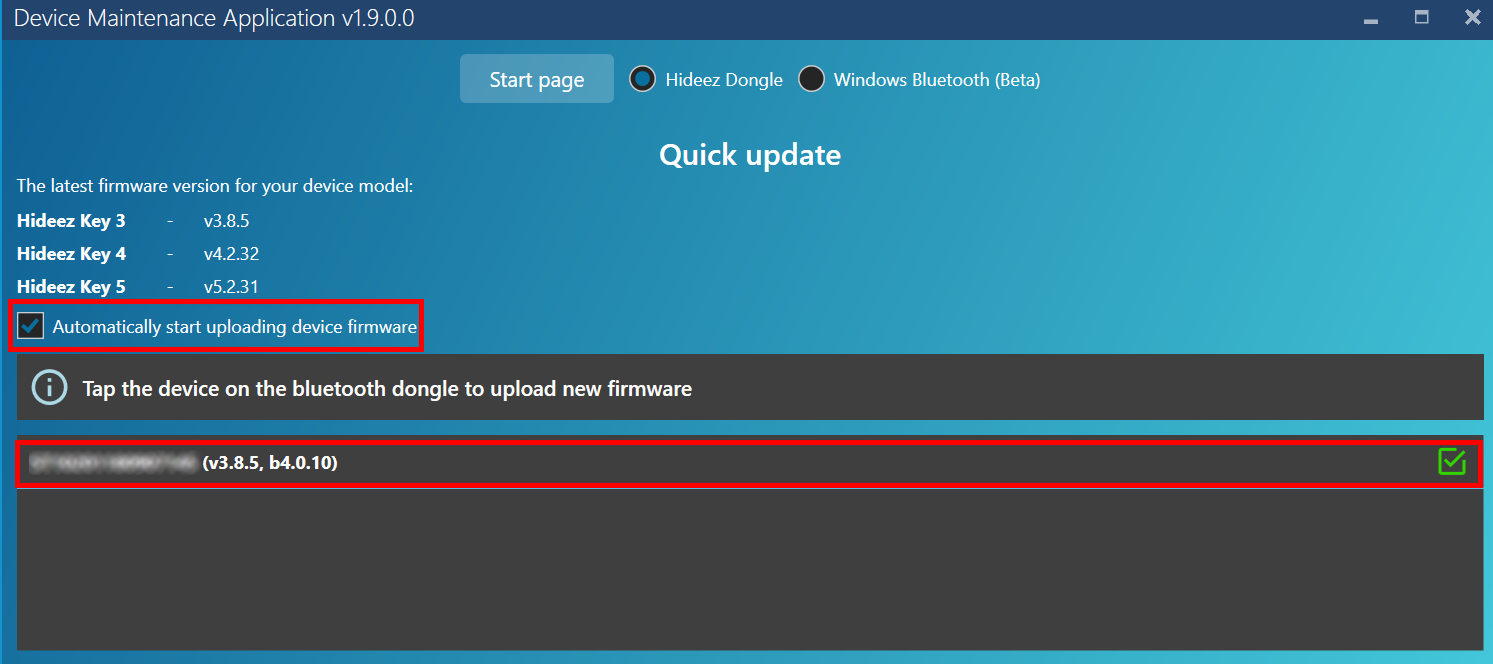 Device Maintenance Application v1.9.0.0
Start page Hideez Dongle Windows Bluetooth (Beta)
Quick update
The latest firmware version for your device model:
Hideez Key 3 - v3.8.5
Hideez Key 4 - v4.2.32
Hideez Key 5 - v5.2.31
Automatically start uploading device firmware
Tap the device on the bluetooth dongle to upload new firmware
(v3.8.5, b4.0.10)